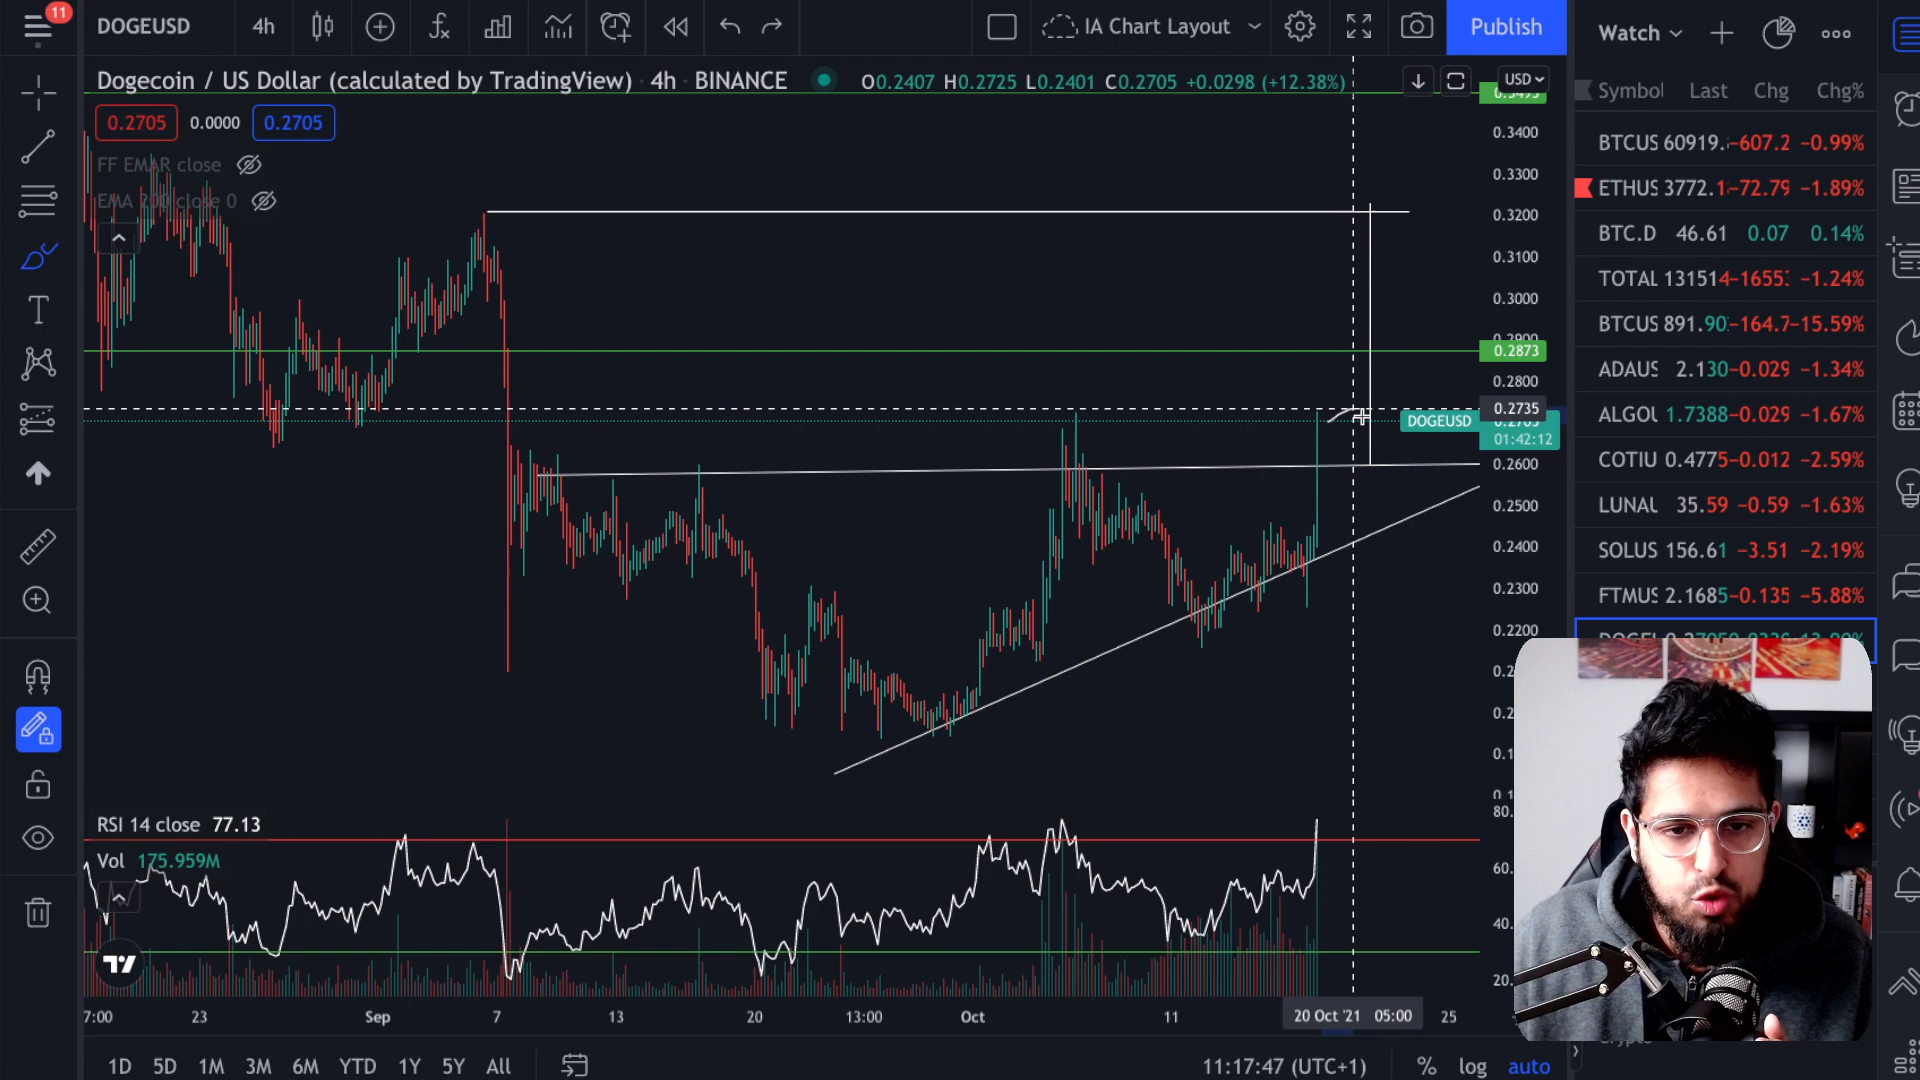 11
DOGEUSD 4h IA Chart Layout Publish
Watch
Dogecoin / US Dollar (calculated by TradingView) · 4h · BINANCE O0.2407 H0.2725 L0.2401 C0.2705 +0.0298 (+12.38%)
USD
Symbol Last Chg Chg%
0.2705 0.0000 0.2705
FF EMAR close
EMA 200 close 0
0.3400
0.3300
0.3200
0.3100
0.3000
0.2873
0.2800
0.2735
DOGEUSD
01:42:12
0.2600
0.2500
0.2400
0.2300
0.2200
BTCUS 60919. -607.2 -0.99%
ETHUS 3772.1 -72.79 -1.89%
BTC.D 46.61 0.07 0.14%
TOTAL 131514 -1655 -1.24%
BTCUS 891.90 -164.7 -15.59%
ADAUS 2.130 -0.029 -1.34%
ALGOU 1.7388 -0.029 -1.67%
COTIU 0.4775 -0.012 -2.59%
LUNAU 35.59 -0.59 -1.63%
SOLUS 156.61 -3.51 -2.19%
FTMUS 2.1685 -0.135 -5.88%
RSI 14 close 77.13
Vol 175.959M
80.
60.
40.
20.
7:00 23 Sep 7 13 20 13:00 Oct 11 20 Oct '21 05:00 25
1D 5D 1M 3M 6M YTD 1Y 5Y All 11:17:47 (UTC+1) % log auto